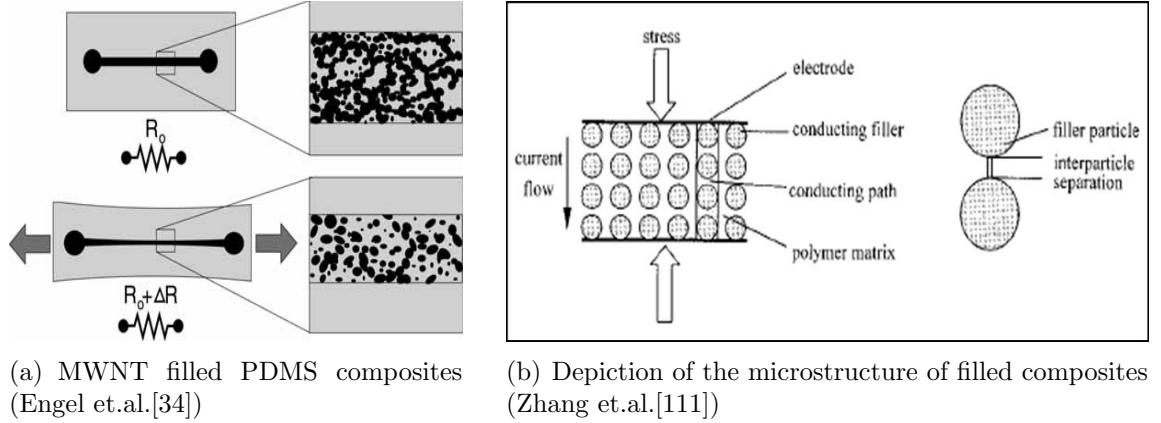 R₀
R₀+ΔR
(a) MWNT filled PDMS composites
(Engel et.al.[34])
stress
electrode
conducting filler
current
flow
conducting path
polymer matrix
filler particle
interparticle
separation
(b) Depiction of the microstructure of filled composites
(Zhang et.al.[111])